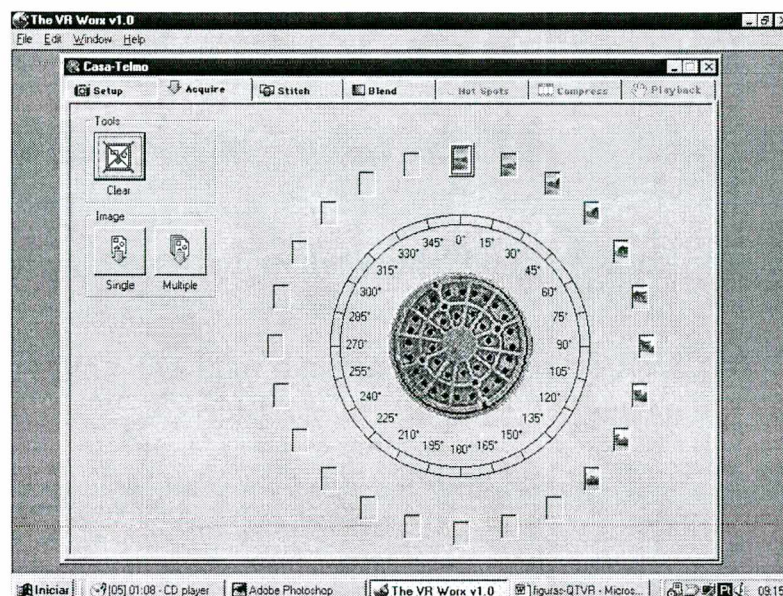 The VR Worx v1.0
File Edit Window Help
Casa-Telmo
Setup Acquire Stitch Blend Hot Spots Compress Playback
Tools
Clear
Image
Single Multiple
0°
15°
30°
45°
60°
75°
90°
105°
120°
135°
150°
165°
180°
195°
210°
225°
240°
255°
270°
285°
300°
315°
330°
345°
Iniciar [05] 01:08 - CD player Adobe Photoshop The VR Worx v1.0 figuras-QTVR - Micros... Pt